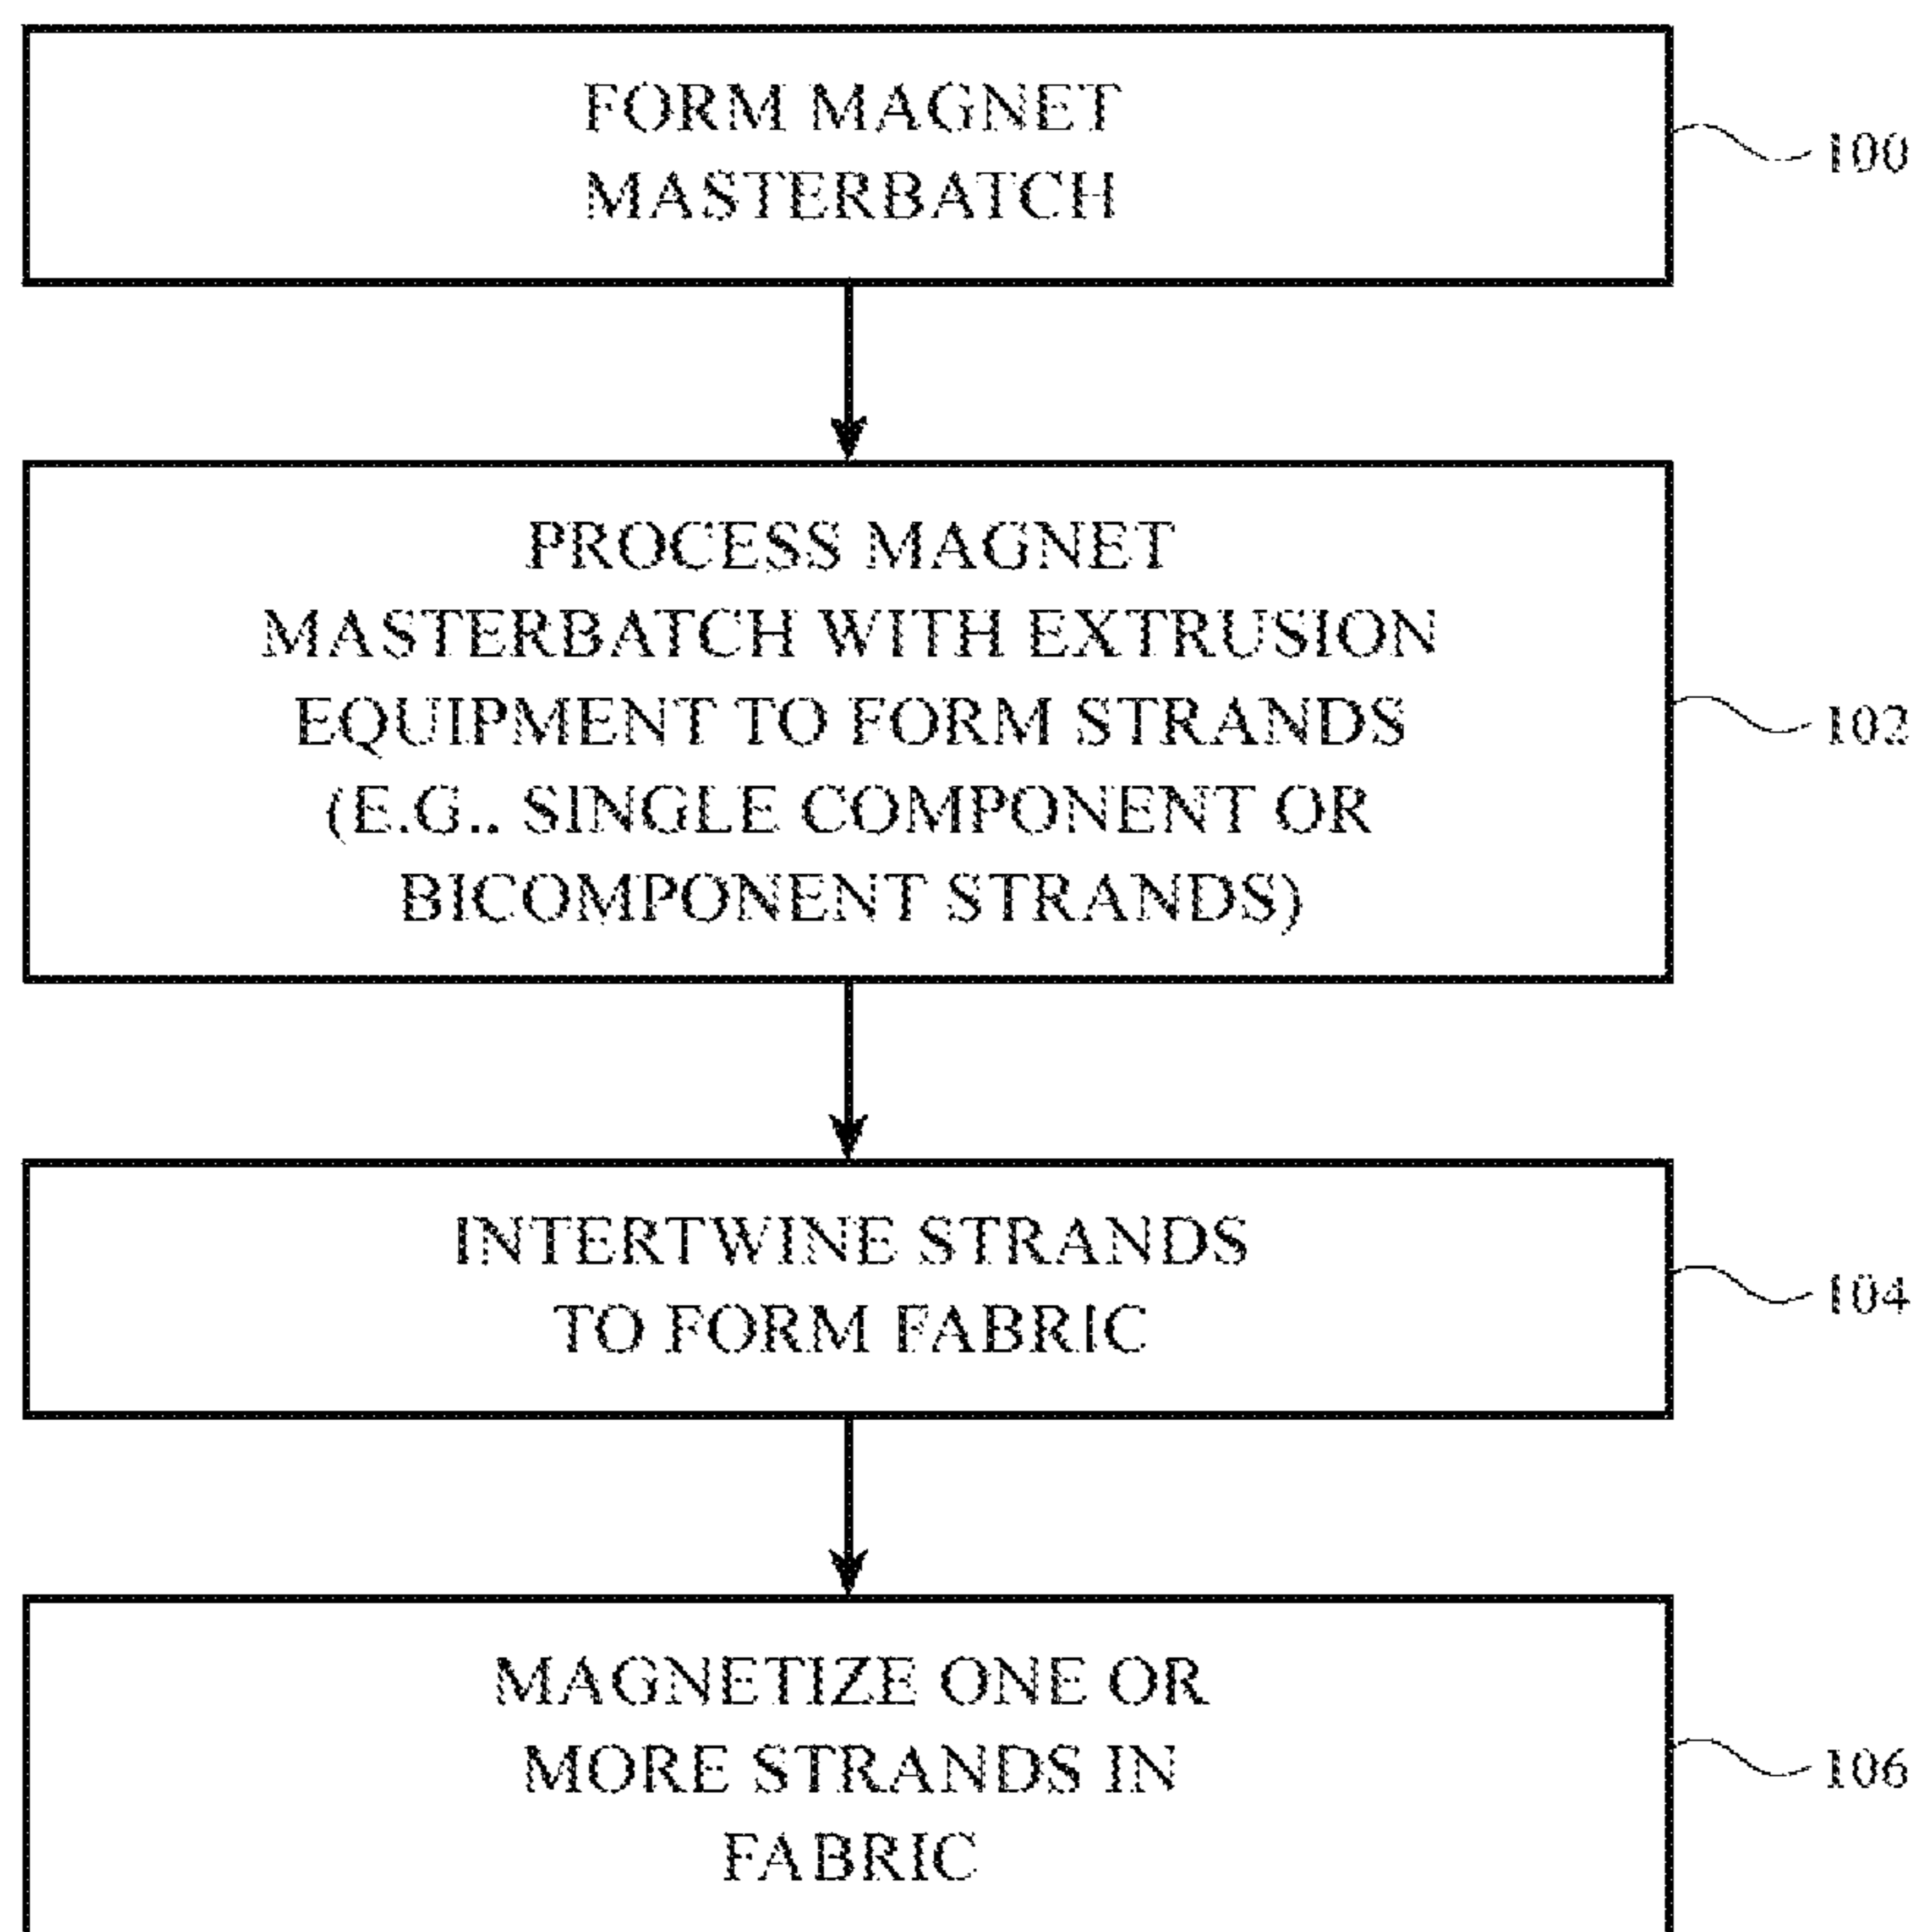 FORM MAGNET
MASTERBATCH
100
PROCESS MAGNET
MASTERBATCH WITH EXTRUSION
EQUIPMENT TO FORM STRANDS
(E.G.. SINGLE COMPONENT OR
BICOMPONENT STRANDS)
102
INTERTWINE STRANDS
TO FORM FABRIC
104
MAGNETIZE ONE OR
MORE STRANDS IN
FABRIC
106